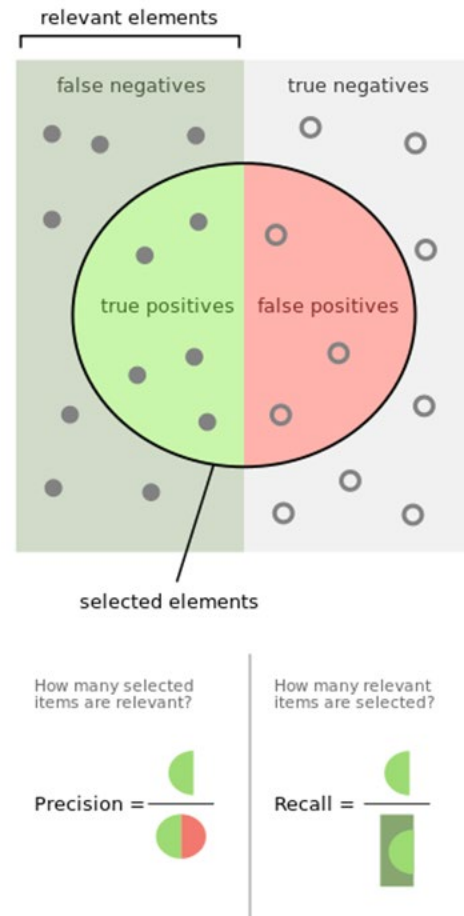 relevant elements
false negatives
true negatives
true positives
false positives
selected elements
How many selected
items are relevant?
How many relevant
items are selected?
Precision =
Recall =